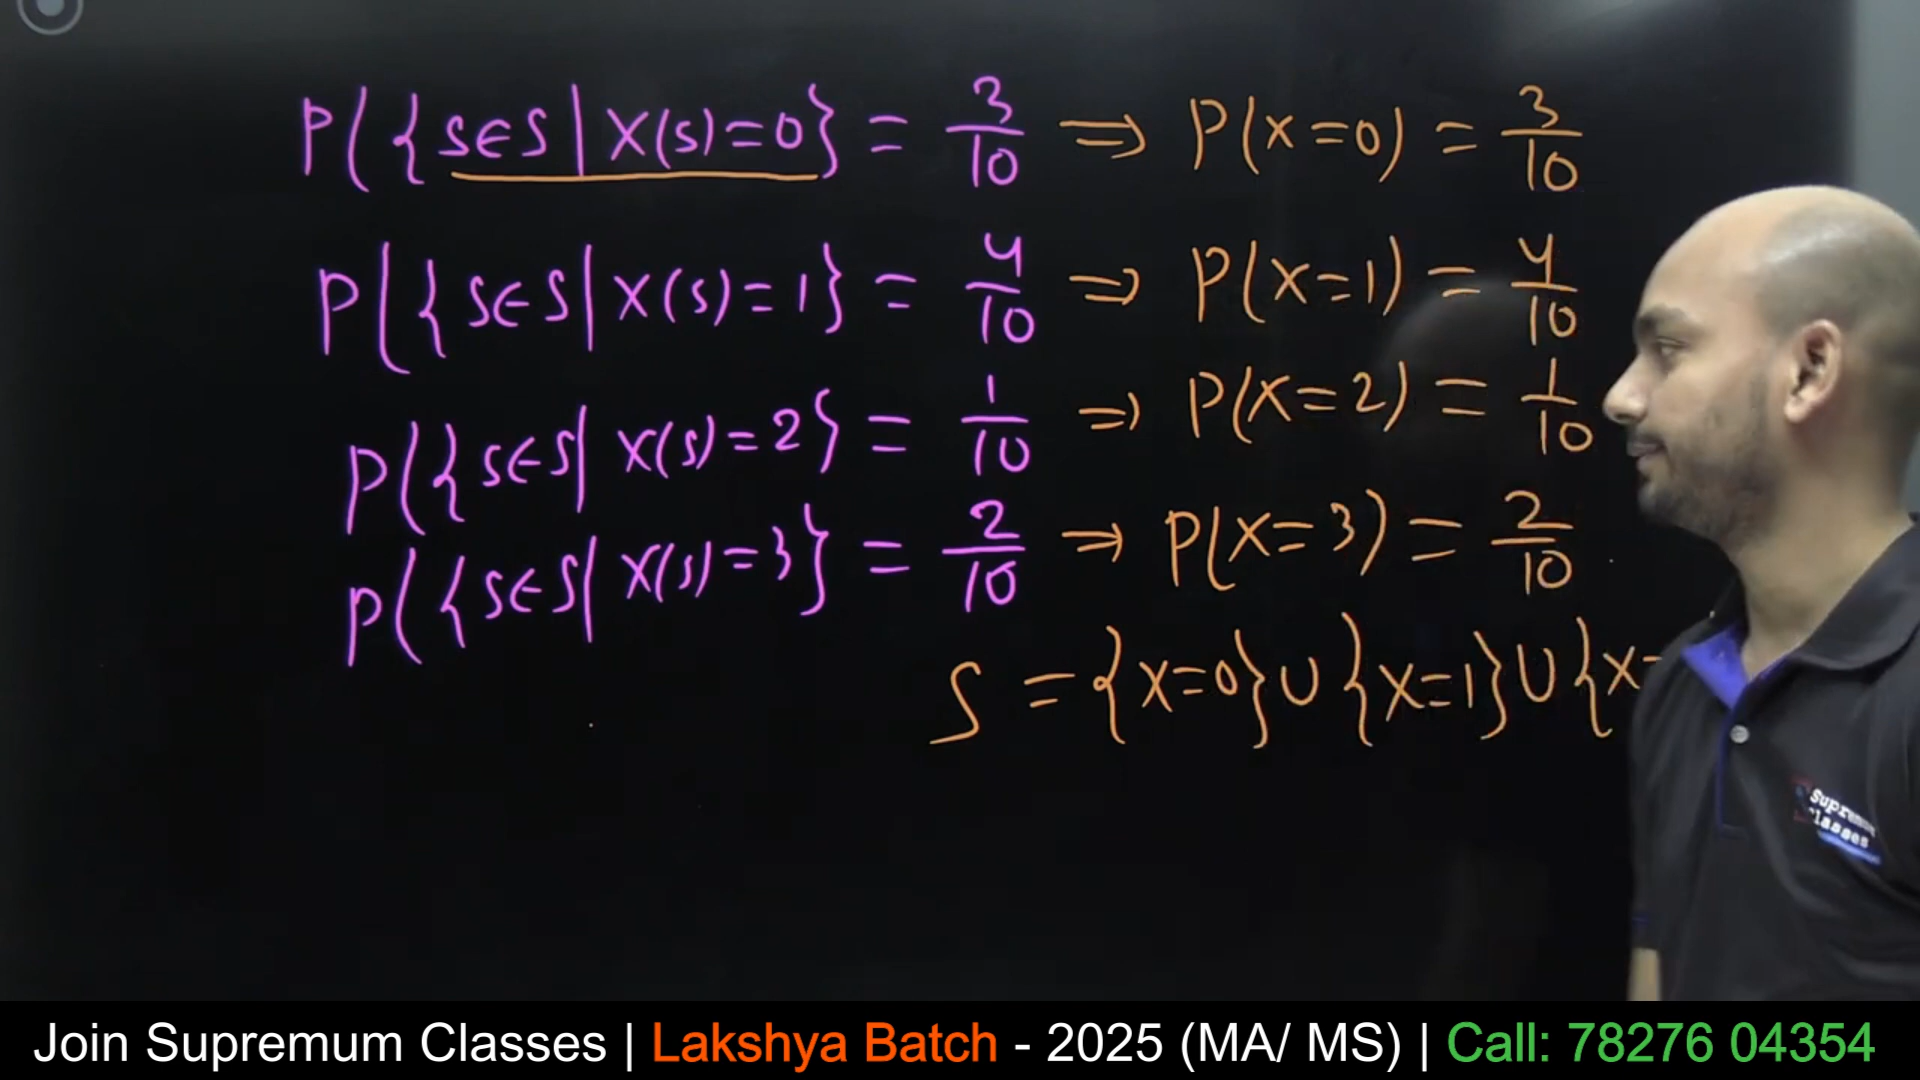 P({s∈S | X(s)=0} = 3/10 ⇒ P(X=0) = 3/10
P({s∈S | X(s)=1} = 4/10 ⇒ P(X=1) = 4/10
P({s∈S | X(s)=2} = 1/10 ⇒ P(X=2) = 1/10
P({s∈S | X(s)=3} = 2/10 ⇒ P(X=3) = 2/10
S = {X=0} ∪ {X=1} ∪ {X=
Supremum
Classes
Join Supremum Classes | Lakshya Batch - 2025 (MA/ MS) | Call: 78276 04354